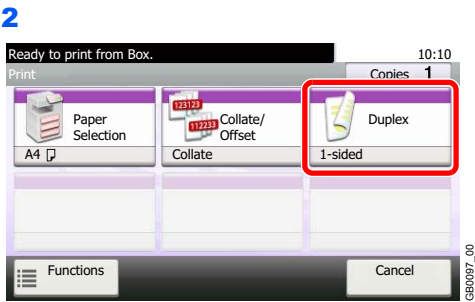 2
Ready to print from Box.
10:10
Print
Copies 1
Paper
Selection
A4
123123
112233
Collate/
Offset
Collate
Duplex
1-sided
Functions
Cancel
GB0097_00